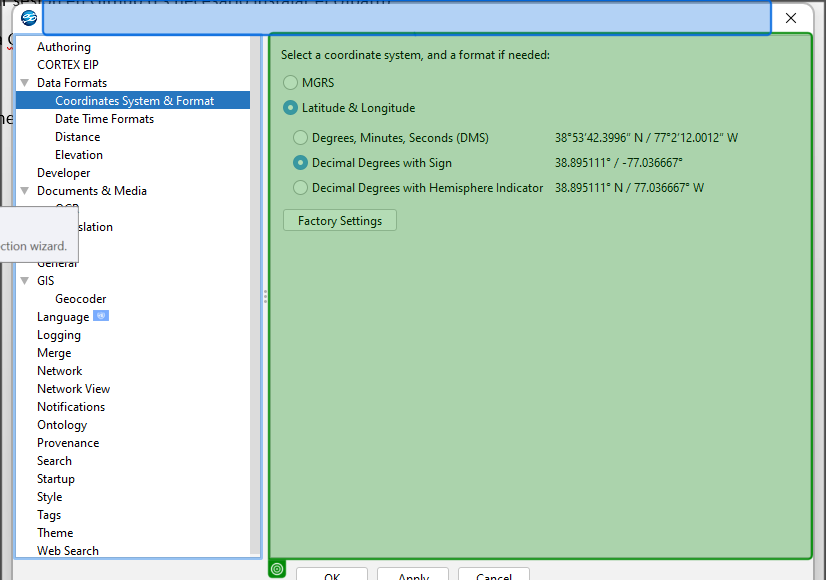 Authoring
CORTEX EIP
Data Formats
Coordinates System & Format
Date Time Formats
Distance
Elevation
Developer
Documents & Media
OCR
slation
ction wizard.
General
GIS
Geocoder
Language
Logging
Merge
Network
Network View
Notifications
Ontology
Provenance
Search
Startup
Style
Tags
Theme
Web Search
Select a coordinate system, and a format if needed:
MGRS
Latitude & Longitude
Degrees, Minutes, Seconds (DMS) 38°53'42.3996" N / 77°2'12.0012" W
Decimal Degrees with Sign 38.895111° / -77.036667°
Decimal Degrees with Hemisphere Indicator 38.895111° N / 77.036667° W
Factory Settings
OK Apply Cancel